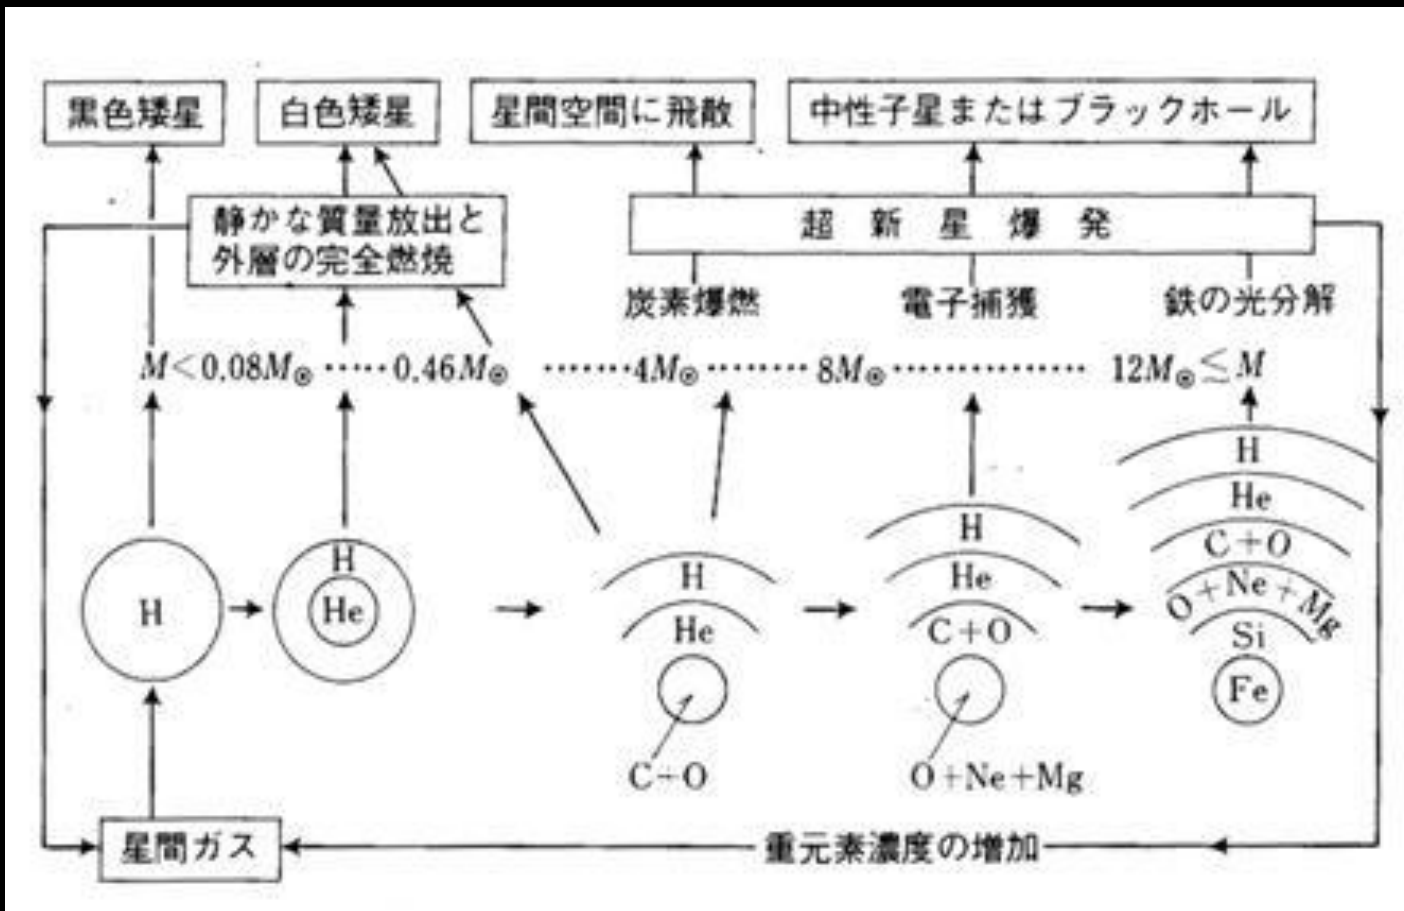 黒色矮星
白色矮星
星間空間に飛散
中性子星またはブラックホール
静かな質量放出と
外層の完全燃焼
超新星爆発
炭素爆燃
電子捕獲
鉄の光分解
M<0.08M⊙ ······ 0.46M⊙ ········ 4M⊙ ········ 8M⊙ ·············· 12M⊙≦M
H
H
He
H
He
C+O
H
He
C+O
O+Ne+Mg
H
He
C+O
O+Ne+Mg
Si
Fe
星間ガス
重元素濃度の増加